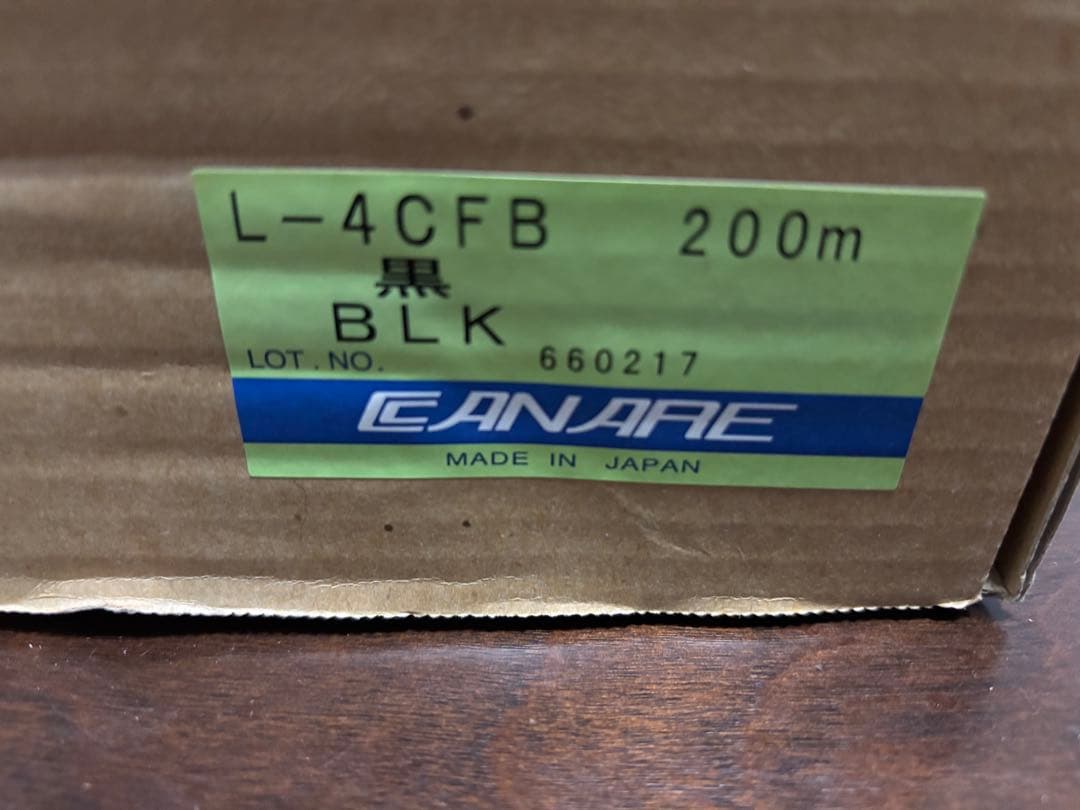 L-4CFB 200m
黒
BLK
LOT.NO. 660217
CANARE
MADE IN JAPAN